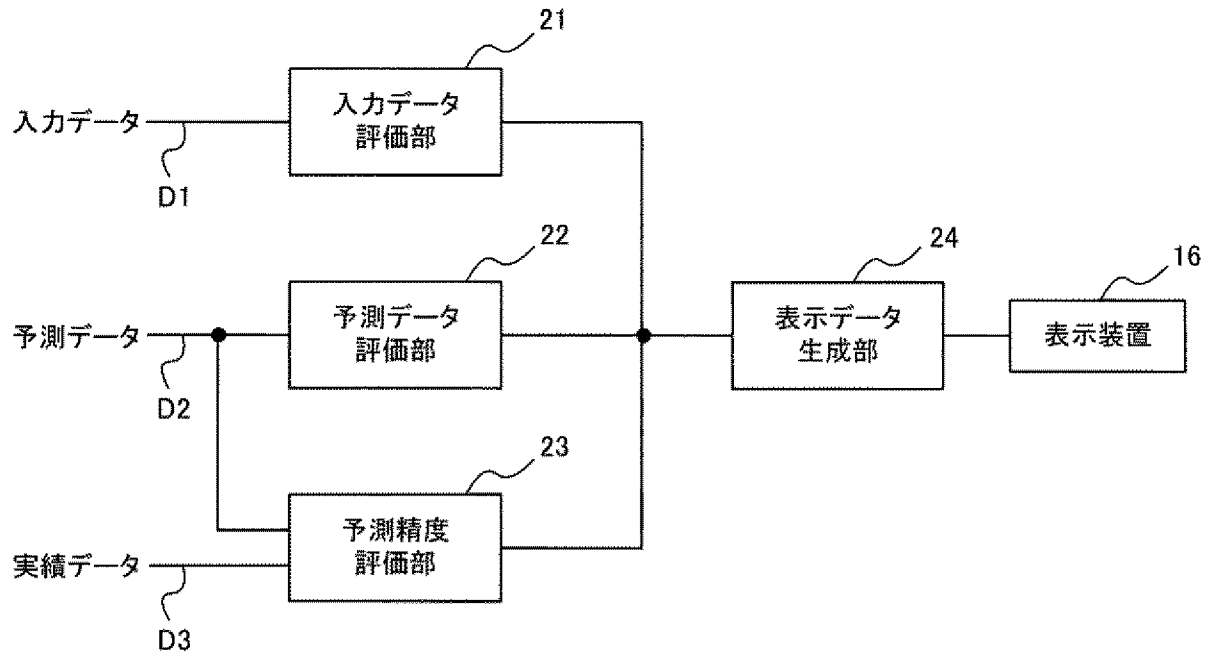 21
入力データ
入力データ
評価部
D1
22
予測データ
予測データ
評価部
D2
24
表示データ
生成部
16
表示装置
23
予測精度
評価部
実績データ
D3